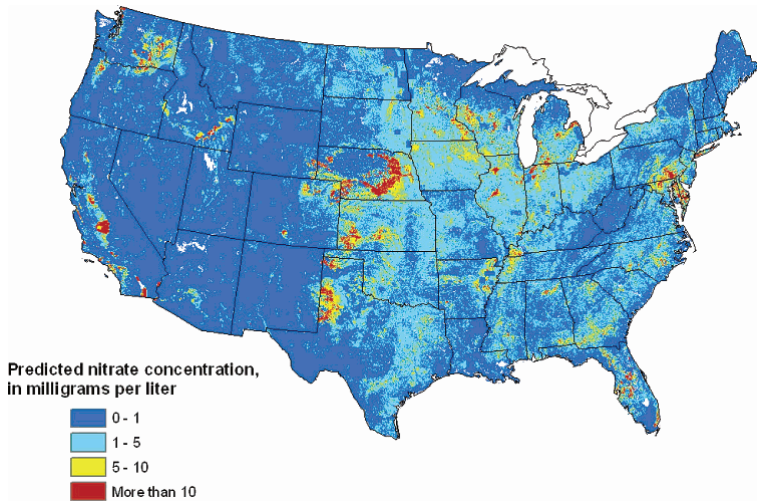 Predicted nitrate concentration,
in milligrams per liter
0 - 1
1 - 5
5 - 10
More than 10